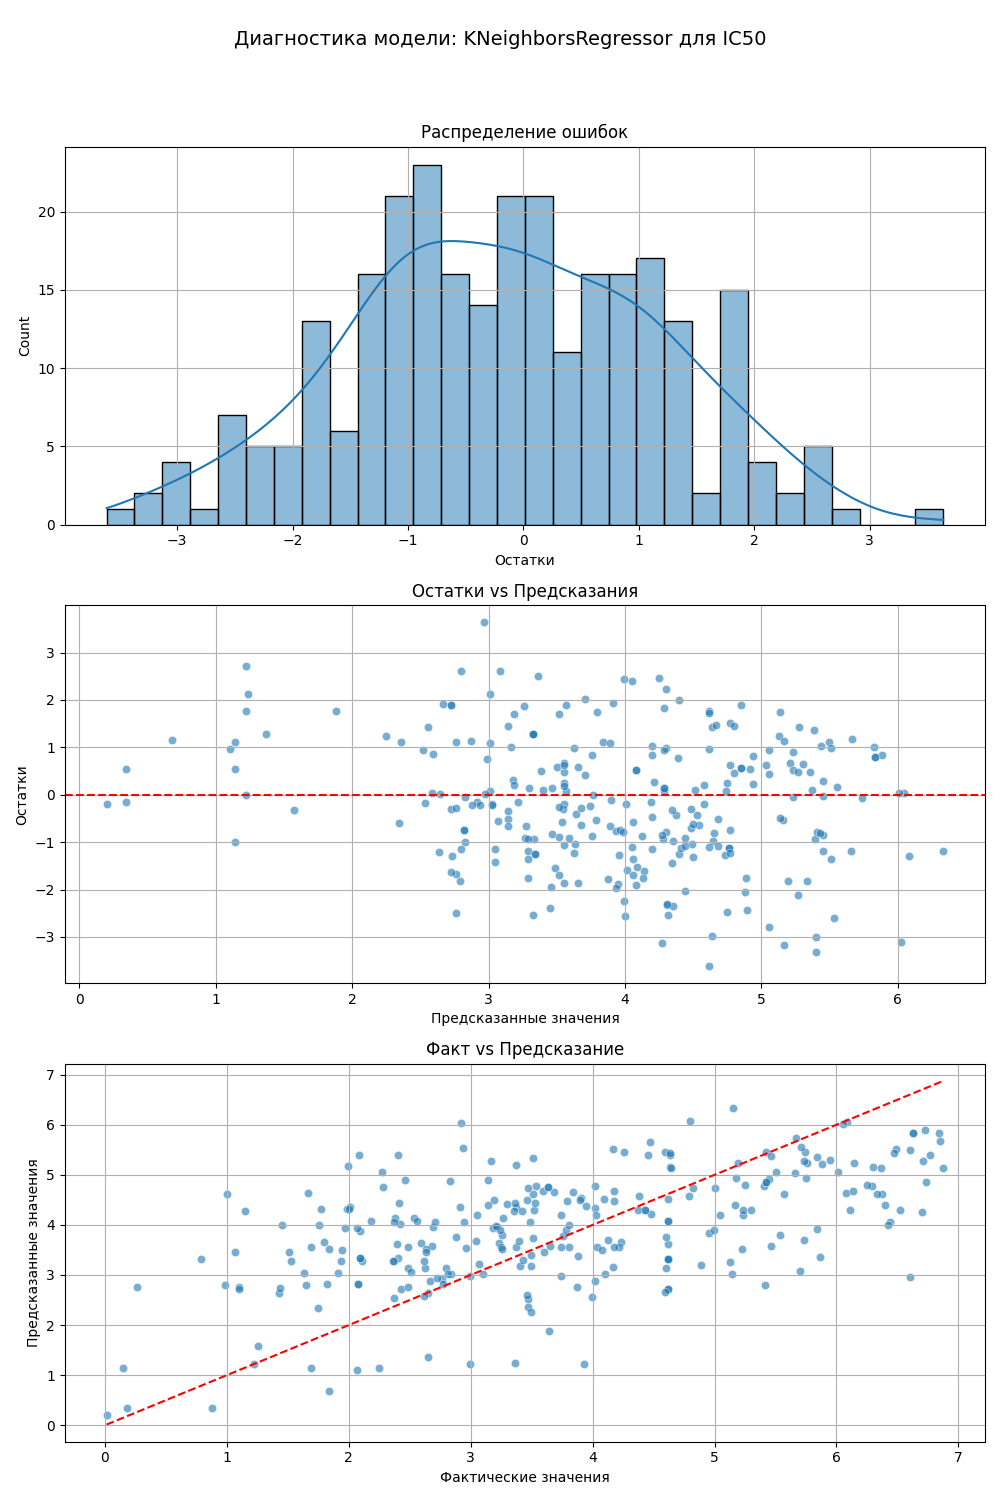 Диагностика модели: KNeighborsRegressor для IC50
Распределение ошибок
Count
20
15
10
5
0
−3 −2 −1 0 1 2 3
Остатки
Остатки vs Предсказания
Остатки
3
2
1
0
−1
−2
−3
0 1 2 3 4 5 6
Предсказанные значения
Факт vs Предсказание
Предсказанные значения
7
6
5
4
3
2
1
0
0 1 2 3 4 5 6 7
Фактические значения